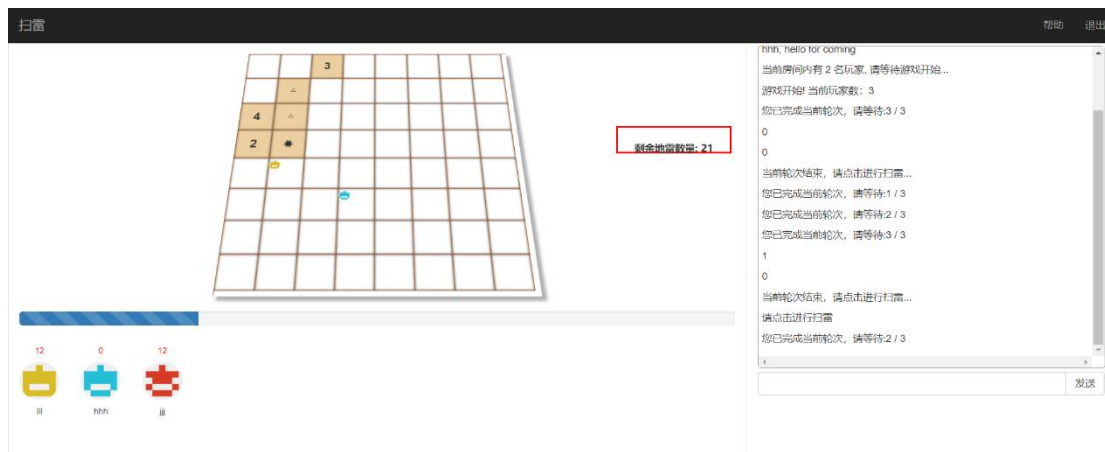 扫雷
帮助 退出
3
4
2
剩余地雷数量: 21
hhh, hello for coming
当前房间内有 2 名玩家, 请等待游戏开始...
游戏开始! 当前玩家数: 3
您已完成当前轮次, 请等待:3 / 3
0
0
当前轮次结束, 请点击进行扫雷...
您已完成当前轮次, 请等待:1 / 3
您已完成当前轮次, 请等待:2 / 3
您已完成当前轮次, 请等待:3 / 3
1
0
当前轮次结束, 请点击进行扫雷...
请点击进行扫雷
您已完成当前轮次, 请等待:2 / 3
发送
12 0 12
lll hhh jjj